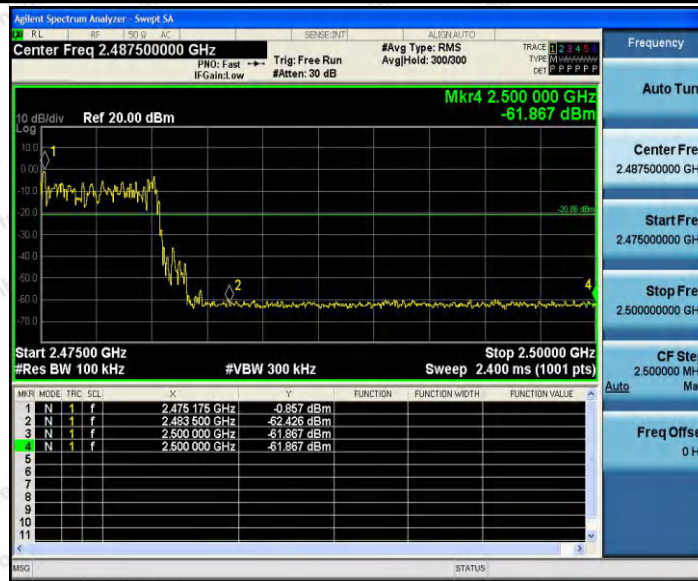 Agilent Spectrum Analyzer - Swept SA
RL RF 50 Ω AC SENSE:INT ALIGN AUTO
Center Freq 2.487500000 GHz
PNO: Fast
IFGain:Low
Trig: Free Run
#Atten: 30 dB
#Avg Type: RMS
Avg|Hold: 300/300
TRACE 1 2 3 4 5 6
TYPE M
DET P P P P P P
Mkr4 2.500 000 GHz
-61.867 dBm
10 dB/div Ref 20.00 dBm
Log
10.0
0.00
-10.0
-20.0
-30.0
-40.0
-50.0
-60.0
-70.0
1
2
4
-20.86 dBm
Start 2.47500 GHz Stop 2.50000 GHz
#Res BW 100 kHz #VBW 300 kHz Sweep 2.400 ms (1001 pts)
MKR MODE TRC SCL X Y FUNCTION FUNCTION WIDTH FUNCTION VALUE
1 N 1 f 2.475 175 GHz -0.857 dBm
2 N 1 f 2.483 500 GHz -62.426 dBm
3 N 1 f 2.500 000 GHz -61.867 dBm
4 N 1 f 2.500 000 GHz -61.867 dBm
5
6
7
8
9
10
11
MSG STATUS
Frequency
Auto Tun
Center Fre
2.487500000 GH
Start Fre
2.475000000 GH
Stop Fre
2.500000000 GH
CF Ste
2.500000 MH
Auto Ma
Freq Offse
0 H